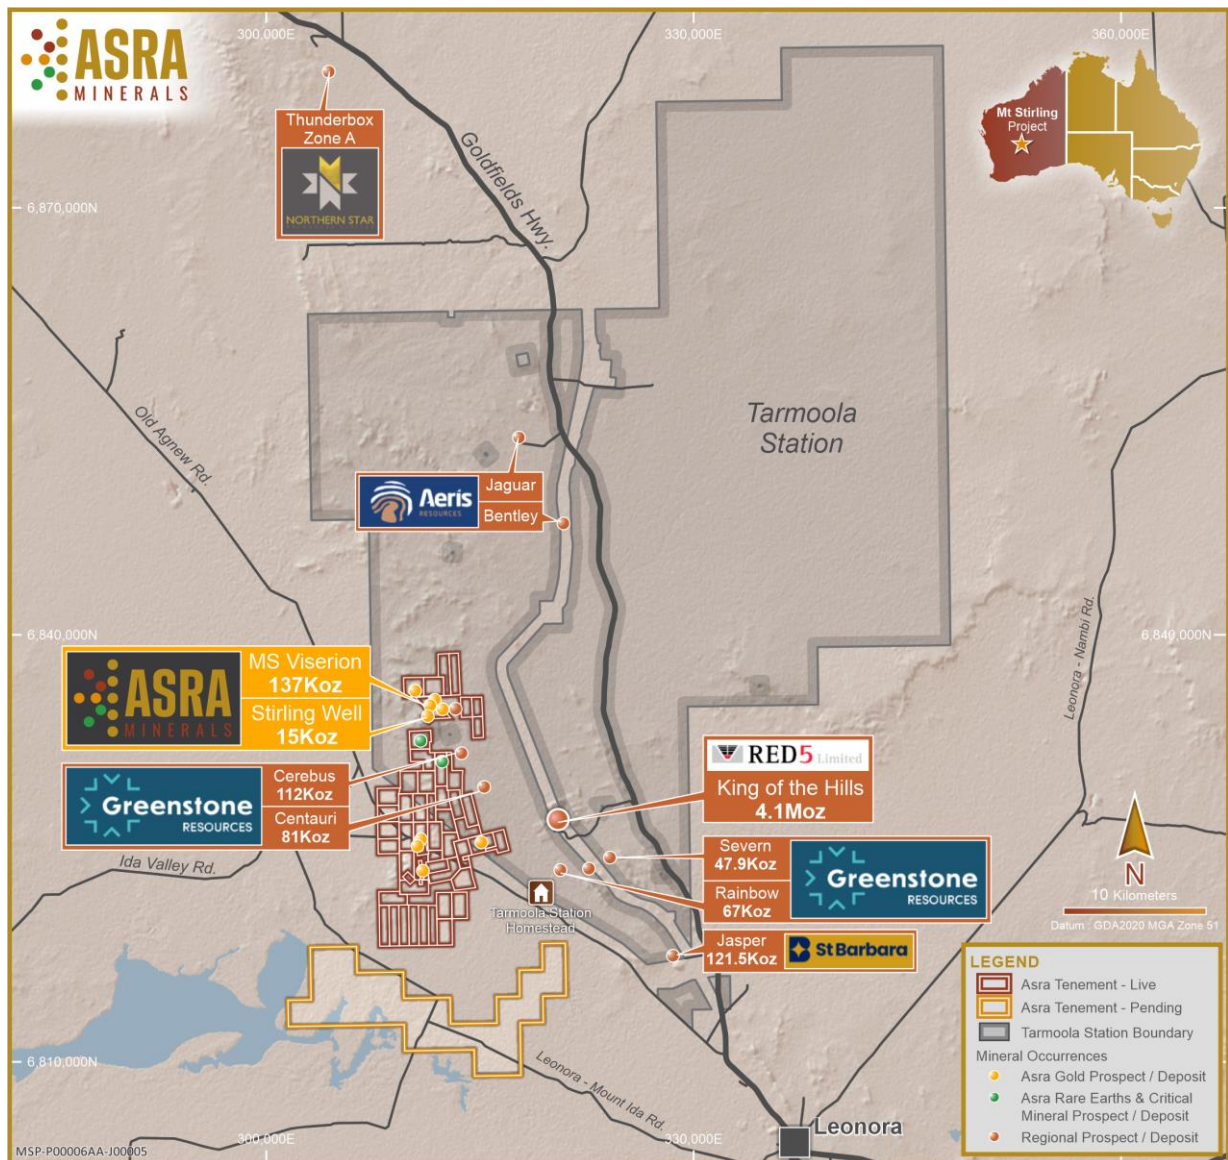 ASRA
MINERALS
300,000E
330,000E
360,000E
Thunderbox
Zone A
NORTHERN STAR
Goldfields Hwy.
Mt Stirling
Project
6,870,000N
Tarmoola
Station
Old Agnew Rd.
Aeris
RESOURCES
Jaguar
Bentley
6,840,000N
6,840,000N
Leonora - Nambi Rd.
ASRA
MINERALS
MS Viserion
137Koz
Stirling Well
15Koz
Greenstone
RESOURCES
Cerebus
112Koz
Centauri
81Koz
RED5 Limited
King of the Hills
4.1Moz
Severn
47.9Koz
Rainbow
67Koz
Greenstone
RESOURCES
Jasper
121.5Koz
St Barbara
Ida Valley Rd.
Tarmoola Station
Homestead
N
10 Kilometers
Datum : GDA2020 MGA Zone 51
LEGEND
Asra Tenement - Live
Asra Tenement - Pending
Tarmoola Station Boundary
Mineral Occurrences
Asra Gold Prospect / Deposit
Asra Rare Earths & Critical
Mineral Prospect / Deposit
Regional Prospect / Deposit
6,810,000N
Leonora - Mount Ida Rd.
Leonora
300,000E
330,000E
MSP-P00006AA-J00005